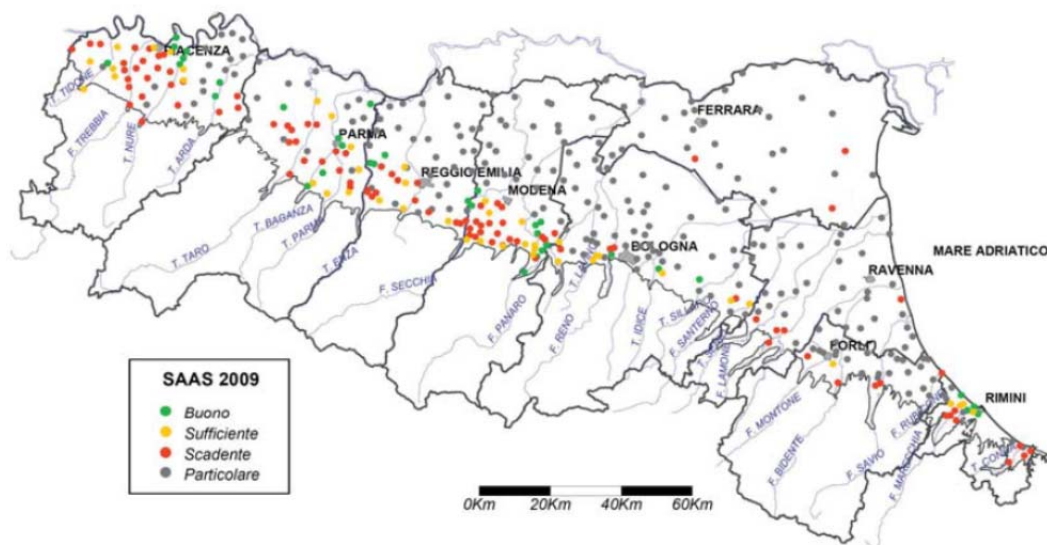 PIACENZA
T. TIDONE
F. TREBBIA
T. NURE
T. ARDA
PARMA
FERRARA
REGGIO EMILIA
MODENA
T. BAGANZA
T. PARMA
T. TARO
T. ENZA
F. SECCHIA
BOLOGNA
MARE ADRIATICO
RAVENNA
F. PANARO
F. RENO
T. IDICE
F. SANTERNO
F. LAMONE
FORLI'
SAAS 2009
Buono
Sufficiente
Scadente
Particolare
F. MONTONE
F. BIDENTE
F. SAVIO
F. RUBICONE
F. MARECCHIA
RIMINI
0Km 20Km 40Km 60Km